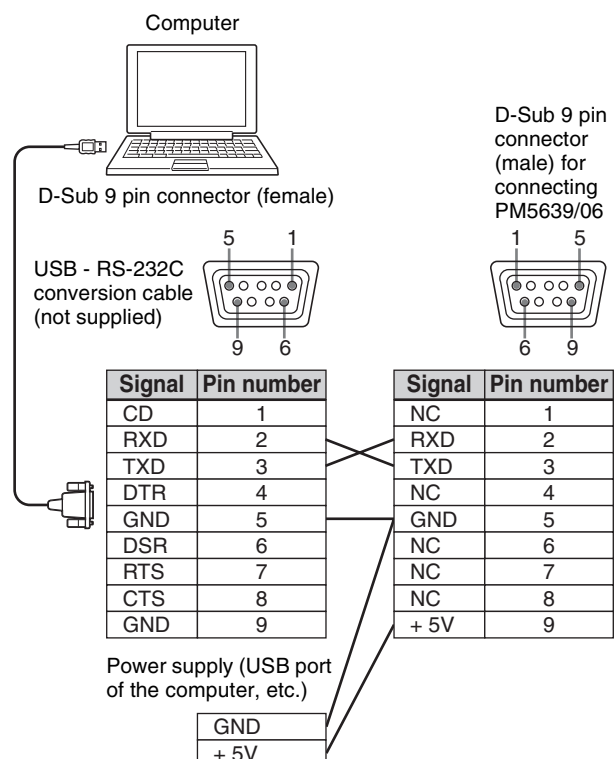 Computer
D-Sub 9 pin connector (female)
D-Sub 9 pin
connector
(male) for
connecting
PM5639/06
USB - RS-232C
conversion cable
(not supplied)
5 1
9 6
1 5
6 9
Signal Pin number
CD 1
RXD 2
TXD 3
DTR 4
GND 5
DSR 6
RTS 7
CTS 8
GND 9
Signal Pin number
NC 1
RXD 2
TXD 3
NC 4
GND 5
NC 6
NC 7
NC 8
+ 5V 9
Power supply (USB port
of the computer, etc.)
GND
+ 5V